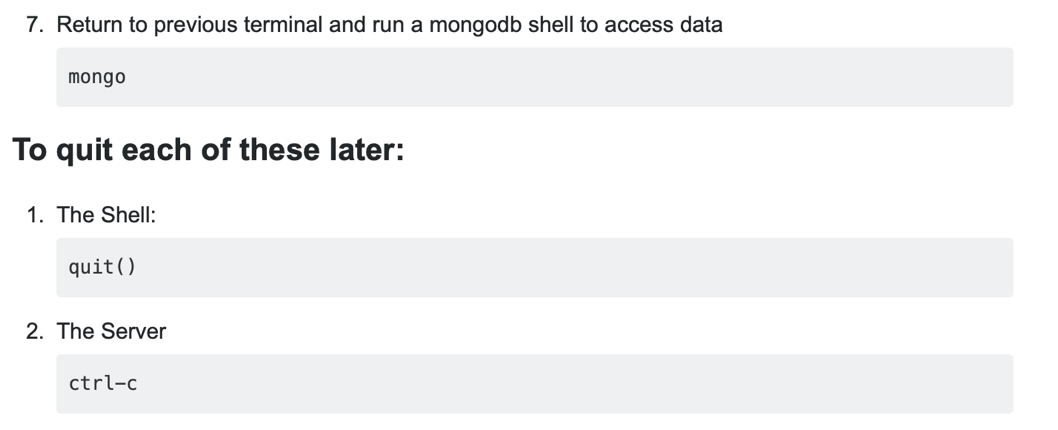 7. Return to previous terminal and run a mongodb shell to access data
mongo
To quit each of these later:
1. The Shell:
quit()
2. The Server
ctrl-c